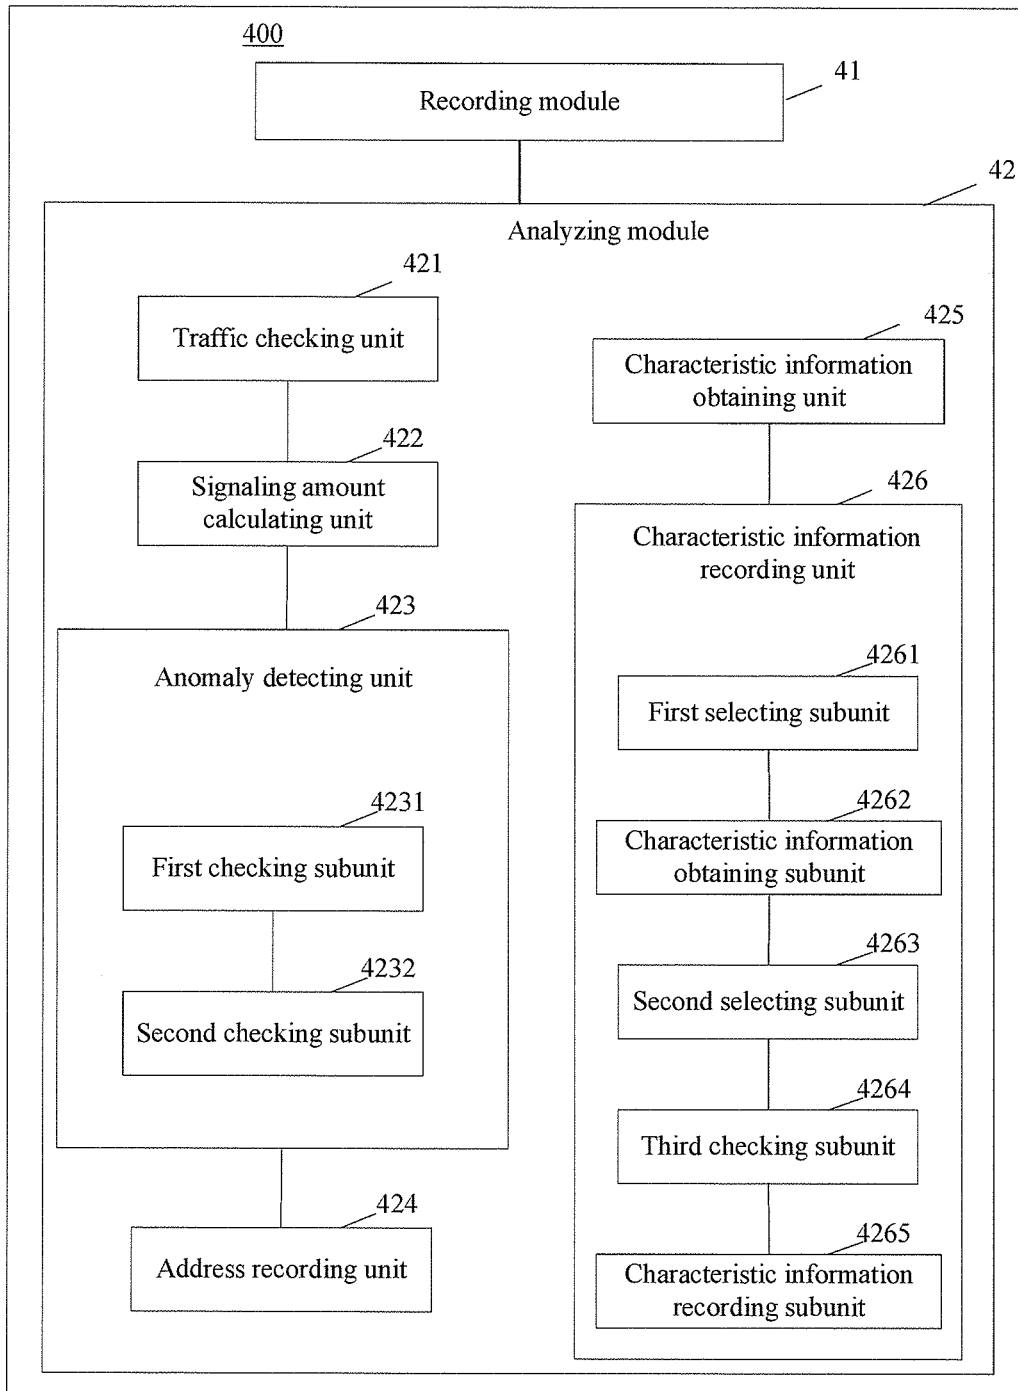 400
41
Recording module
42
Analyzing module
421
Traffic checking unit
422
Signaling amount
calculating unit
423
Anomaly detecting unit
4231
First checking subunit
4232
Second checking subunit
424
Address recording unit
425
Characteristic information
obtaining unit
426
Characteristic information
recording unit
4261
First selecting subunit
4262
Characteristic information
obtaining subunit
4263
Second selecting subunit
4264
Third checking subunit
4265
Characteristic information
recording subunit